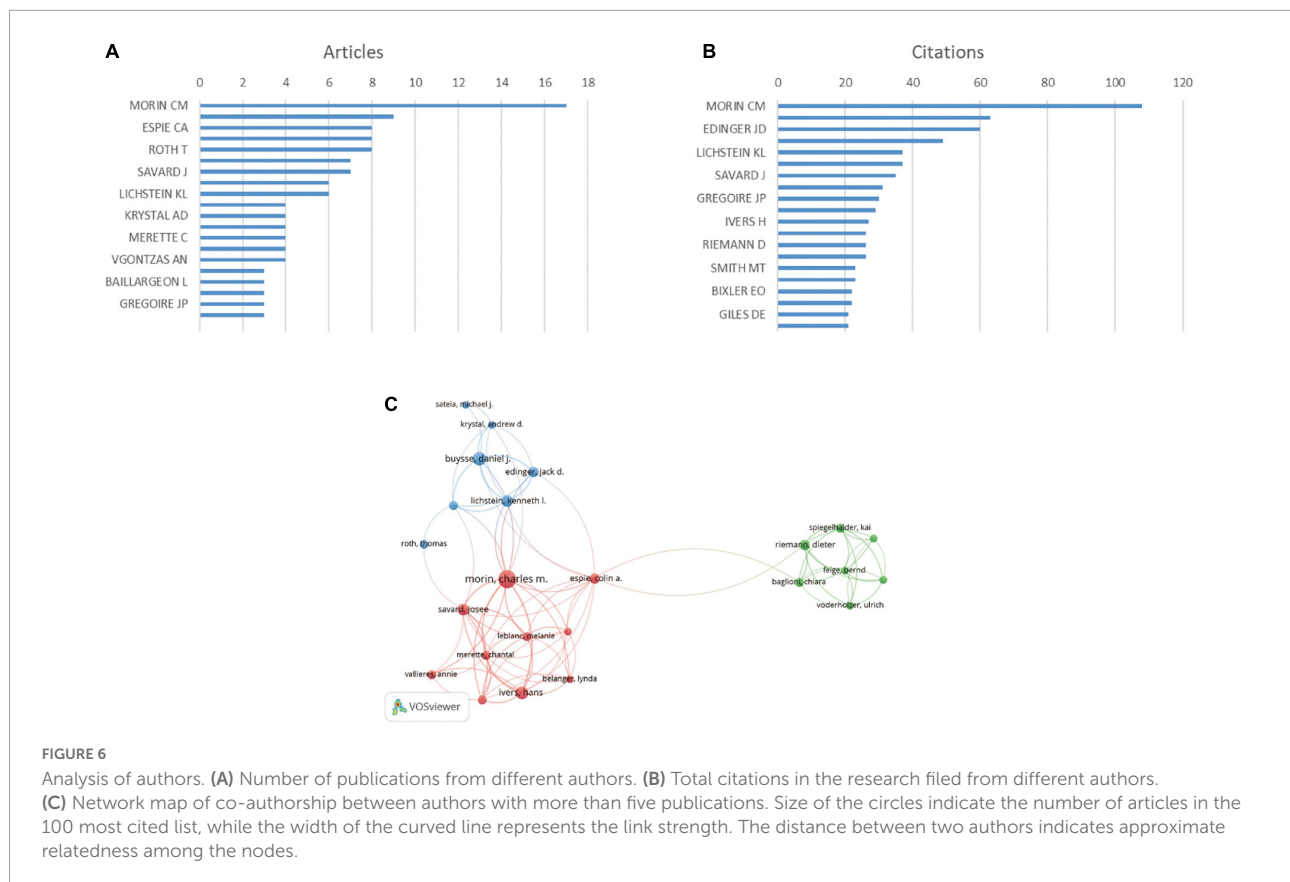 A
Articles
0 2 4 6 8 10 12 14 16 18
MORIN CM
ESPIE CA
ROTH T
SAVARD J
LICHSTEIN KL
KRYSTAL AD
MERETTE C
VGONTZAS AN
BAILLARGEON L
GREGOIRE JP
B
Citations
0 20 40 60 80 100 120
MORIN CM
EDINGER JD
LICHSTEIN KL
SAVARD J
GREGOIRE JP
IVERS H
RIEMANN D
SMITH MT
BIXLER EO
GILES DE
C
sateia, michael j.
krystal, andrew d.
buysse, daniel j.
edinger, jack d.
lichstein, kenneth l.
roth, thomas
morin, charles m.
espie, colin a.
savard, josee
leblanc, melanie
merette, chantal
vallieres, annie
belanger, lynda
ivers, hans
spiegelhalder, kai
riemann, dieter
feige, bernd
baglioni, chiara
voderholzer, ulrich
VOSviewer
FIGURE 6
Analysis of authors. (A) Number of publications from different authors. (B) Total citations in the research filed from different authors.
(C) Network map of co-authorship between authors with more than five publications. Size of the circles indicate the number of articles in the
100 most cited list, while the width of the curved line represents the link strength. The distance between two authors indicates approximate
relatedness among the nodes.